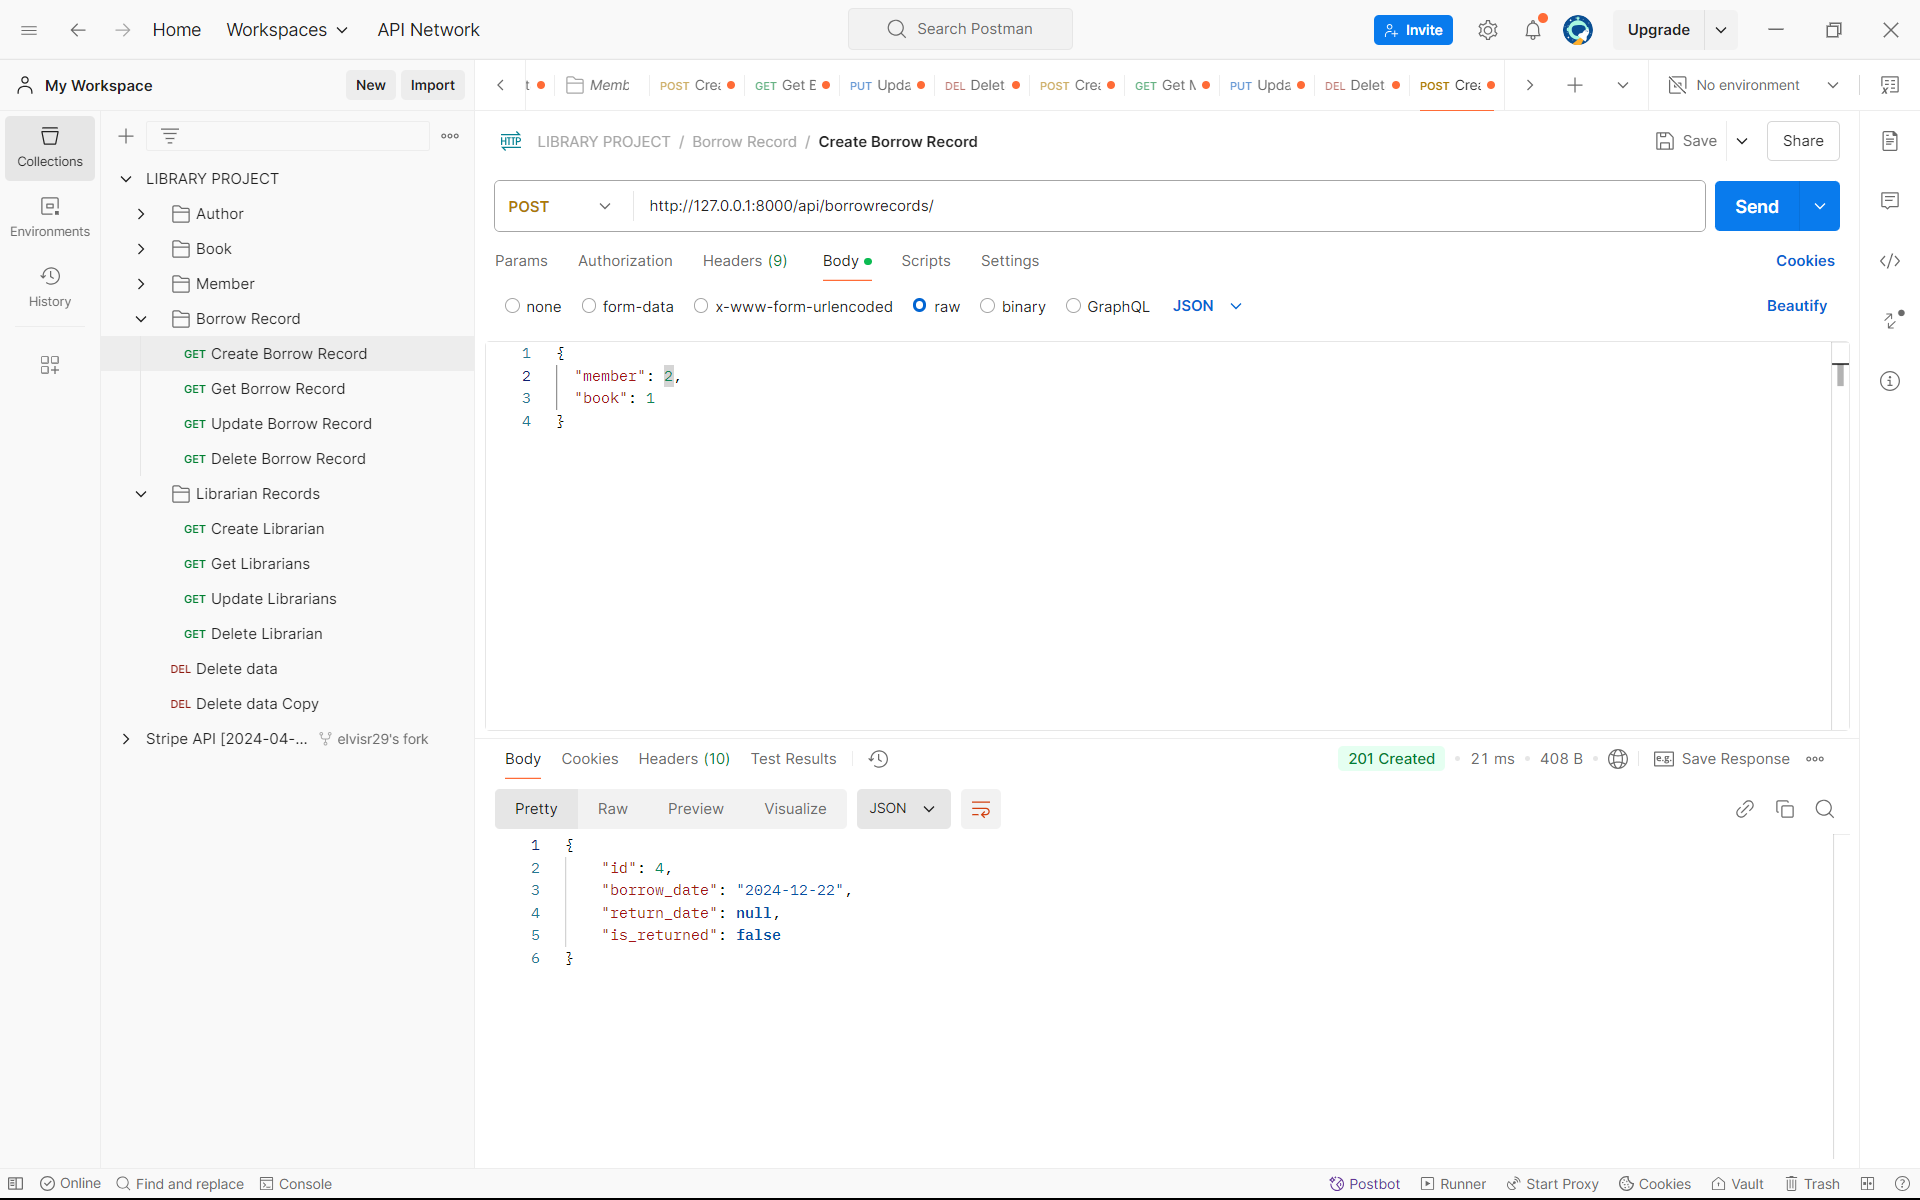 Home Workspaces API Network Search Postman Invite Upgrade
My Workspace New Import t Memb POST Crea GET Get B PUT Upda DEL Delet POST Crea GET Get M PUT Upda DEL Delet POST Crea No environment
LIBRARY PROJECT / Borrow Record / Create Borrow Record Save Share
Collections
Environments
History
LIBRARY PROJECT
Author
Book
Member
Borrow Record
GET Create Borrow Record
GET Get Borrow Record
GET Update Borrow Record
GET Delete Borrow Record
Librarian Records
GET Create Librarian
GET Get Librarians
GET Update Librarians
GET Delete Librarian
DEL Delete data
DEL Delete data Copy
Stripe API [2024-04-... elvisr29's fork
HTTP
POST http://127.0.0.1:8000/api/borrowrecords/ Send
Params Authorization Headers (9) Body Scripts Settings Cookies
none form-data x-www-form-urlencoded raw binary GraphQL JSON Beautify
1 {
2 "member": 2,
3 "book": 1
4 }
Body Cookies Headers (10) Test Results 201 Created 21 ms 408 B e.g. Save Response
Pretty Raw Preview Visualize JSON
1 {
2 "id": 4,
3 "borrow_date": "2024-12-22",
4 "return_date": null,
5 "is_returned": false
6 }
Online Find and replace Console Postbot Runner Start Proxy Cookies Vault Trash